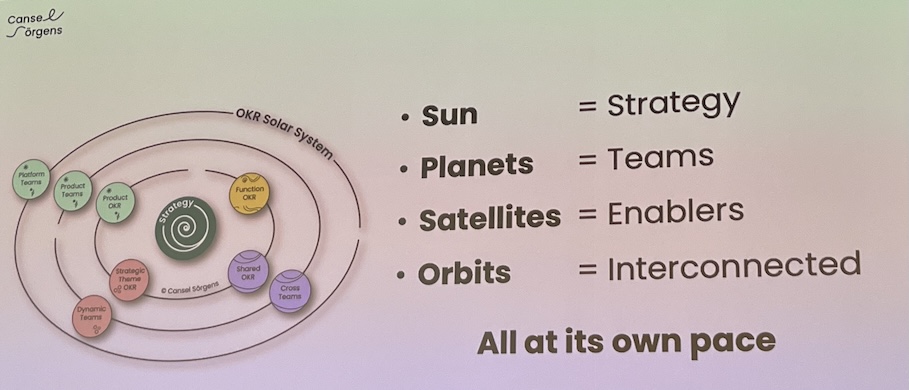 Cansel
Sörgens
OKR Solar System
Platform
Teams
Product
Teams
Product
OKR
Strategy
Function
OKR
Strategic
Theme
OKR
Shared
OKR
Dynamic
Teams
Cross
Teams
© Cansel Sörgens
• Sun = Strategy
• Planets = Teams
• Satellites = Enablers
• Orbits = Interconnected
All at its own pace